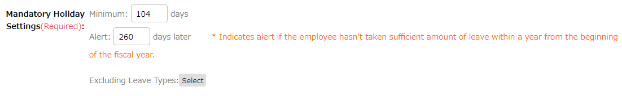 Mandatory Holiday Settings(Required): Minimum: 104 days
Alert: 260 days later * Indicates alert if the employee hasn't taken sufficient amount of leave within a year from the beginning
of the fiscal year.
Excluding Leave Types: Select